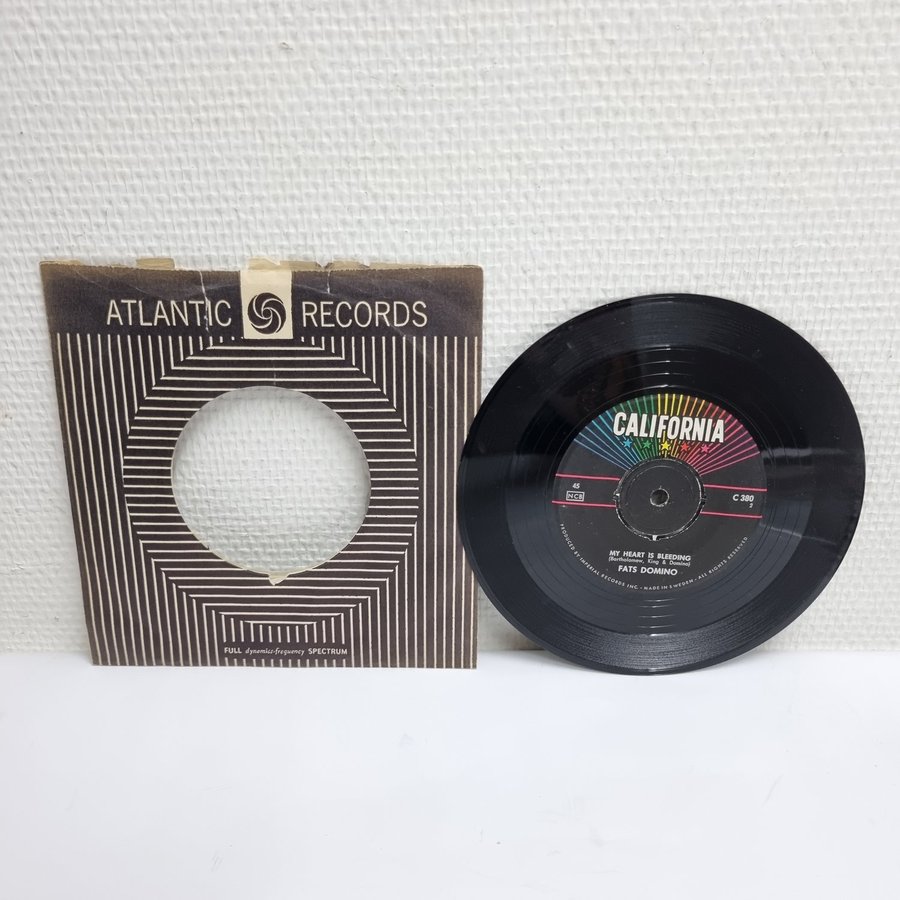 ATLANTIC RECORDS
FULL dynamics-frequency SPECTRUM
CALIFORNIA
45
NCB
C 380
2
MY HEART IS BLEEDING
(Bartholomew, King & Domino)
FATS DOMINO
PRODUCED BY IMPERIAL RECORDS INC. - MADE IN SWEDEN - ALL RIGHTS RESERVED